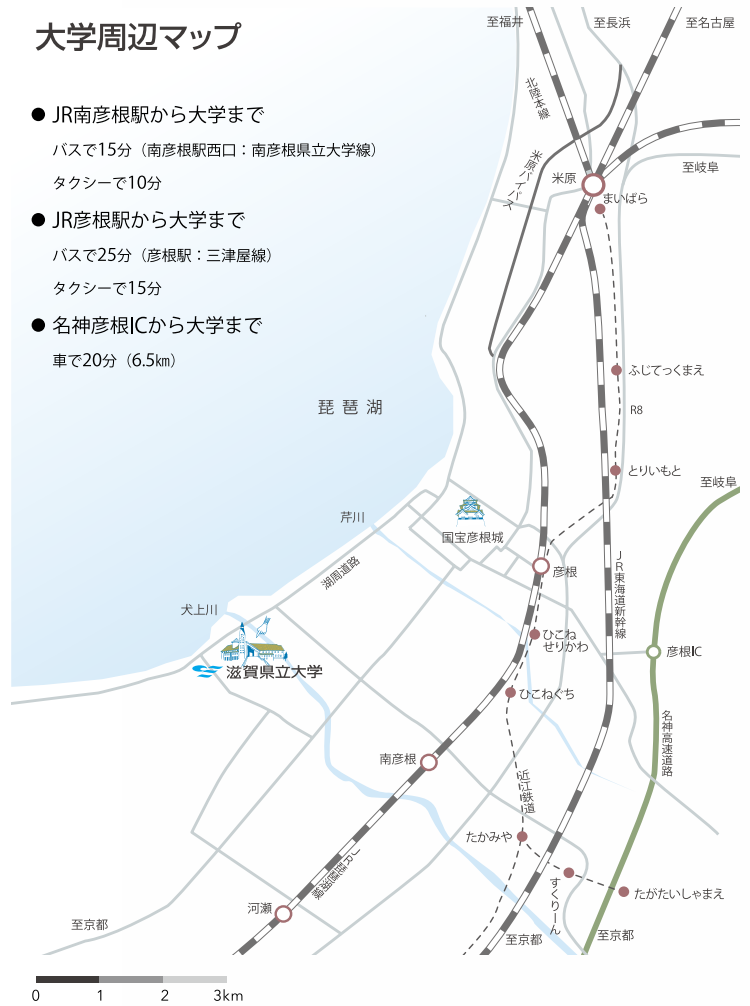 大学周辺マップ
● JR南彦根駅から大学まで
バスで15分（南彦根駅西口：南彦根県立大学線）
タクシーで10分
● JR彦根駅から大学まで
バスで25分（彦根駅：三津屋線）
タクシーで15分
● 名神彦根ICから大学まで
車で20分（6.5㎞）
至福井
至長浜
至名古屋
北陸本線
米原バイパス
米原
まいばら
至岐阜
ふじてっくまえ
R8
琵琶湖
とりいもと
至岐阜
芹川
国宝彦根城
湖周道路
彦根
JR東海道新幹線
犬上川
ひこね
せりかわ
彦根IC
滋賀県立大学
ひこねぐち
名神高速道路
南彦根
近江鉄道
たかみや
JR琵琶湖線
すくりーん
たがたいしゃまえ
河瀬
至京都
至京都
至京都
0 1 2 3km